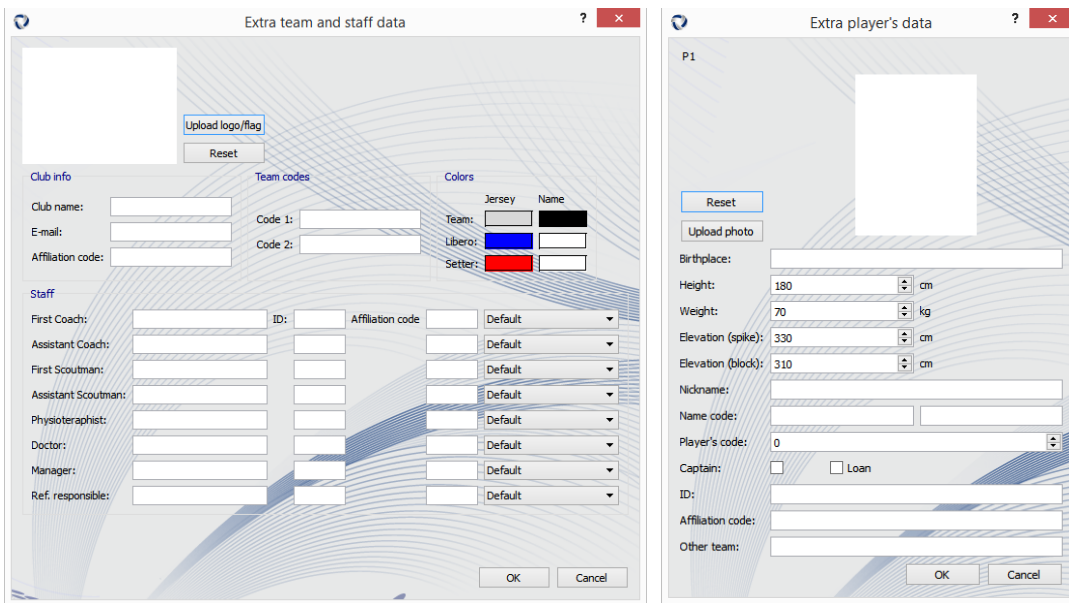 Extra team and staff data ? ×
Upload logo/flag
Reset
Club info
Club name:
E-mail:
Affiliation code:
Team codes
Code 1:
Code 2:
Colors
Jersey Name
Team:
Libero:
Setter:
Staff
First Coach: ID: Affiliation code Default
Assistant Coach: Default
First Scoutman: Default
Assistant Scoutman: Default
Physioteraphist: Default
Doctor: Default
Manager: Default
Ref. responsible: Default
OK Cancel
Extra player's data ? ×
P1
Reset
Upload photo
Birthplace:
Height: 180 cm
Weight: 70 kg
Elevation (spike): 330 cm
Elevation (block): 310 cm
Nickname:
Name code:
Player's code: 0
Captain: Loan
ID:
Affiliation code:
Other team:
OK Cancel